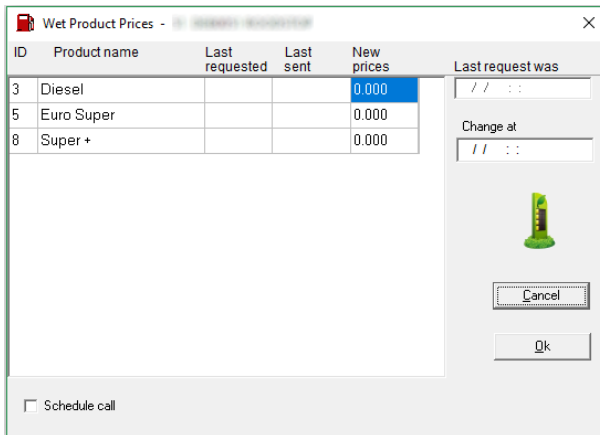 Wet Product Prices -
ID Product name Last requested Last sent New prices Last request was
3 Diesel 0.000
/ / : :
5 Euro Super 0.000
Change at
8 Super + 0.000
/ / : :
Cancel
Ok
Schedule call